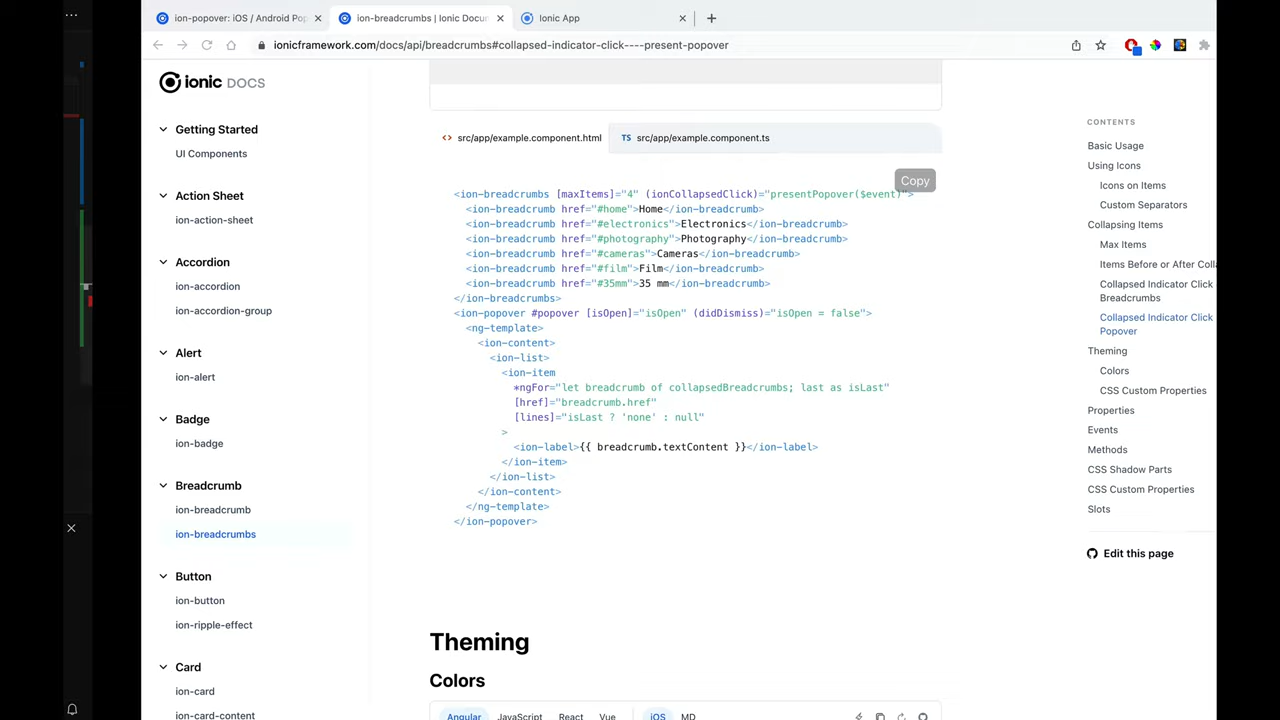 ion-popover: iOS / Android Pop
ion-breadcrumbs | Ionic Docum
Ionic App
ionicframework.com/docs/api/breadcrumbs#collapsed-indicator-click----present-popover
ionic DOCS
Getting Started
UI Components
Action Sheet
ion-action-sheet
Accordion
ion-accordion
ion-accordion-group
Alert
ion-alert
Badge
ion-badge
Breadcrumb
ion-breadcrumb
ion-breadcrumbs
Button
ion-button
ion-ripple-effect
Card
ion-card
ion-card-content
<> src/app/example.component.html
TS src/app/example.component.ts
Copy
<ion-breadcrumbs [maxItems]="4" (ionCollapsedClick)="presentPopover($event)">
<ion-breadcrumb href="#home">Home</ion-breadcrumb>
<ion-breadcrumb href="#electronics">Electronics</ion-breadcrumb>
<ion-breadcrumb href="#photography">Photography</ion-breadcrumb>
<ion-breadcrumb href="#cameras">Cameras</ion-breadcrumb>
<ion-breadcrumb href="#film">Film</ion-breadcrumb>
<ion-breadcrumb href="#35mm">35 mm</ion-breadcrumb>
</ion-breadcrumbs>
<ion-popover #popover [isOpen]="isOpen" (didDismiss)="isOpen = false">
<ng-template>
<ion-content>
<ion-list>
<ion-item
*ngFor="let breadcrumb of collapsedBreadcrumbs; last as isLast"
[href]="breadcrumb.href"
[lines]="isLast ? 'none' : null"
>
<ion-label>{{ breadcrumb.textContent }}</ion-label>
</ion-item>
</ion-list>
</ion-content>
</ng-template>
</ion-popover>
Theming
Colors
Angular JavaScript React Vue iOS MD
CONTENTS
Basic Usage
Using Icons
Icons on Items
Custom Separators
Collapsing Items
Max Items
Items Before or After Colla
Collapsed Indicator Click
Breadcrumbs
Collapsed Indicator Click
Popover
Theming
Colors
CSS Custom Properties
Properties
Events
Methods
CSS Shadow Parts
CSS Custom Properties
Slots
Edit this page